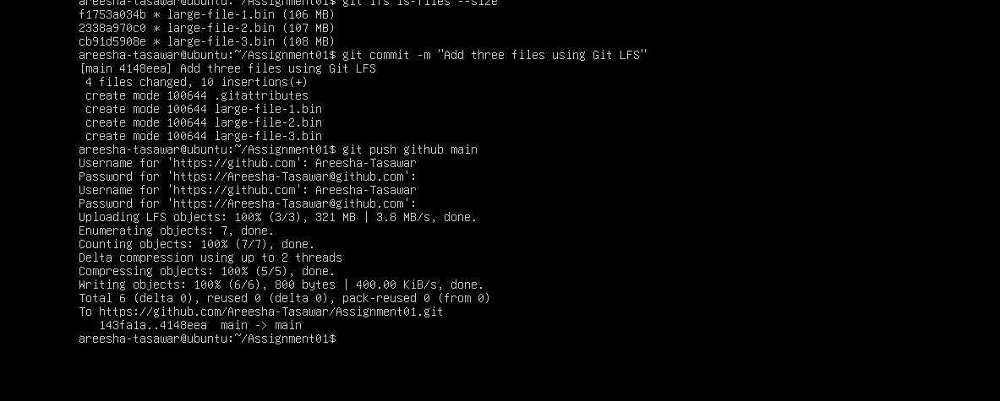 areesha-tasawar@ubuntu:~/Assignment01$ git lfs ls-files --size
f1753a034b * large-file-1.bin (106 MB)
2338a970c0 * large-file-2.bin (107 MB)
cb91d5908e * large-file-3.bin (108 MB)
areesha-tasawar@ubuntu:~/Assignment01$ git commit -m "Add three files using Git LFS"
[main 4148eea] Add three files using Git LFS
 4 files changed, 10 insertions(+)
 create mode 100644 .gitattributes
 create mode 100644 large-file-1.bin
 create mode 100644 large-file-2.bin
 create mode 100644 large-file-3.bin
areesha-tasawar@ubuntu:~/Assignment01$ git push github main
Username for 'https://github.com': Areesha-Tasawar
Password for 'https://Areesha-Tasawar@github.com':
Username for 'https://github.com': Areesha-Tasawar
Password for 'https://Areesha-Tasawar@github.com':
Uploading LFS objects: 100% (3/3), 321 MB | 3.8 MB/s, done.
Enumerating objects: 7, done.
Counting objects: 100% (7/7), done.
Delta compression using up to 2 threads
Compressing objects: 100% (5/5), done.
Writing objects: 100% (6/6), 800 bytes | 400.00 KiB/s, done.
Total 6 (delta 0), reused 0 (delta 0), pack-reused 0 (from 0)
To https://github.com/Areesha-Tasawar/Assignment01.git
   143fa1a..4148eea  main -> main
areesha-tasawar@ubuntu:~/Assignment01$